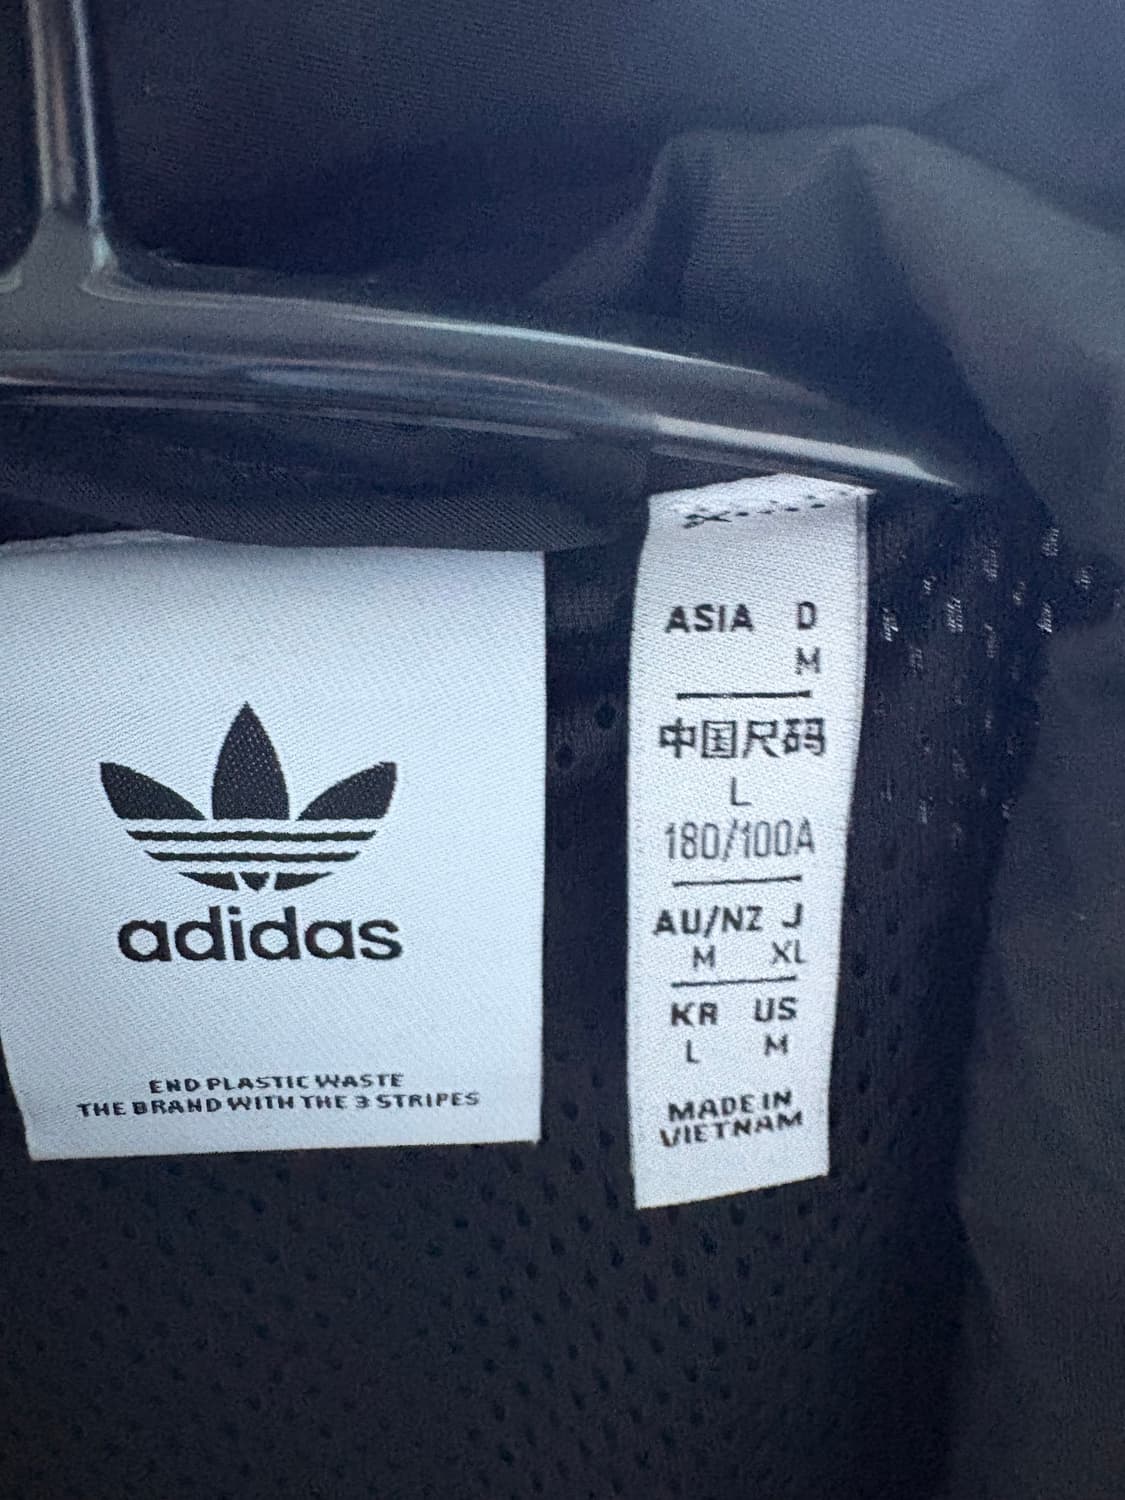 adidas
END PLASTIC WASTE
THE BRAND WITH THE 3 STRIPES
ASIA D
M
中国尺码
L
180/100A
AU/NZ J
M XL
KR US
L M
MADE IN
VIETNAM